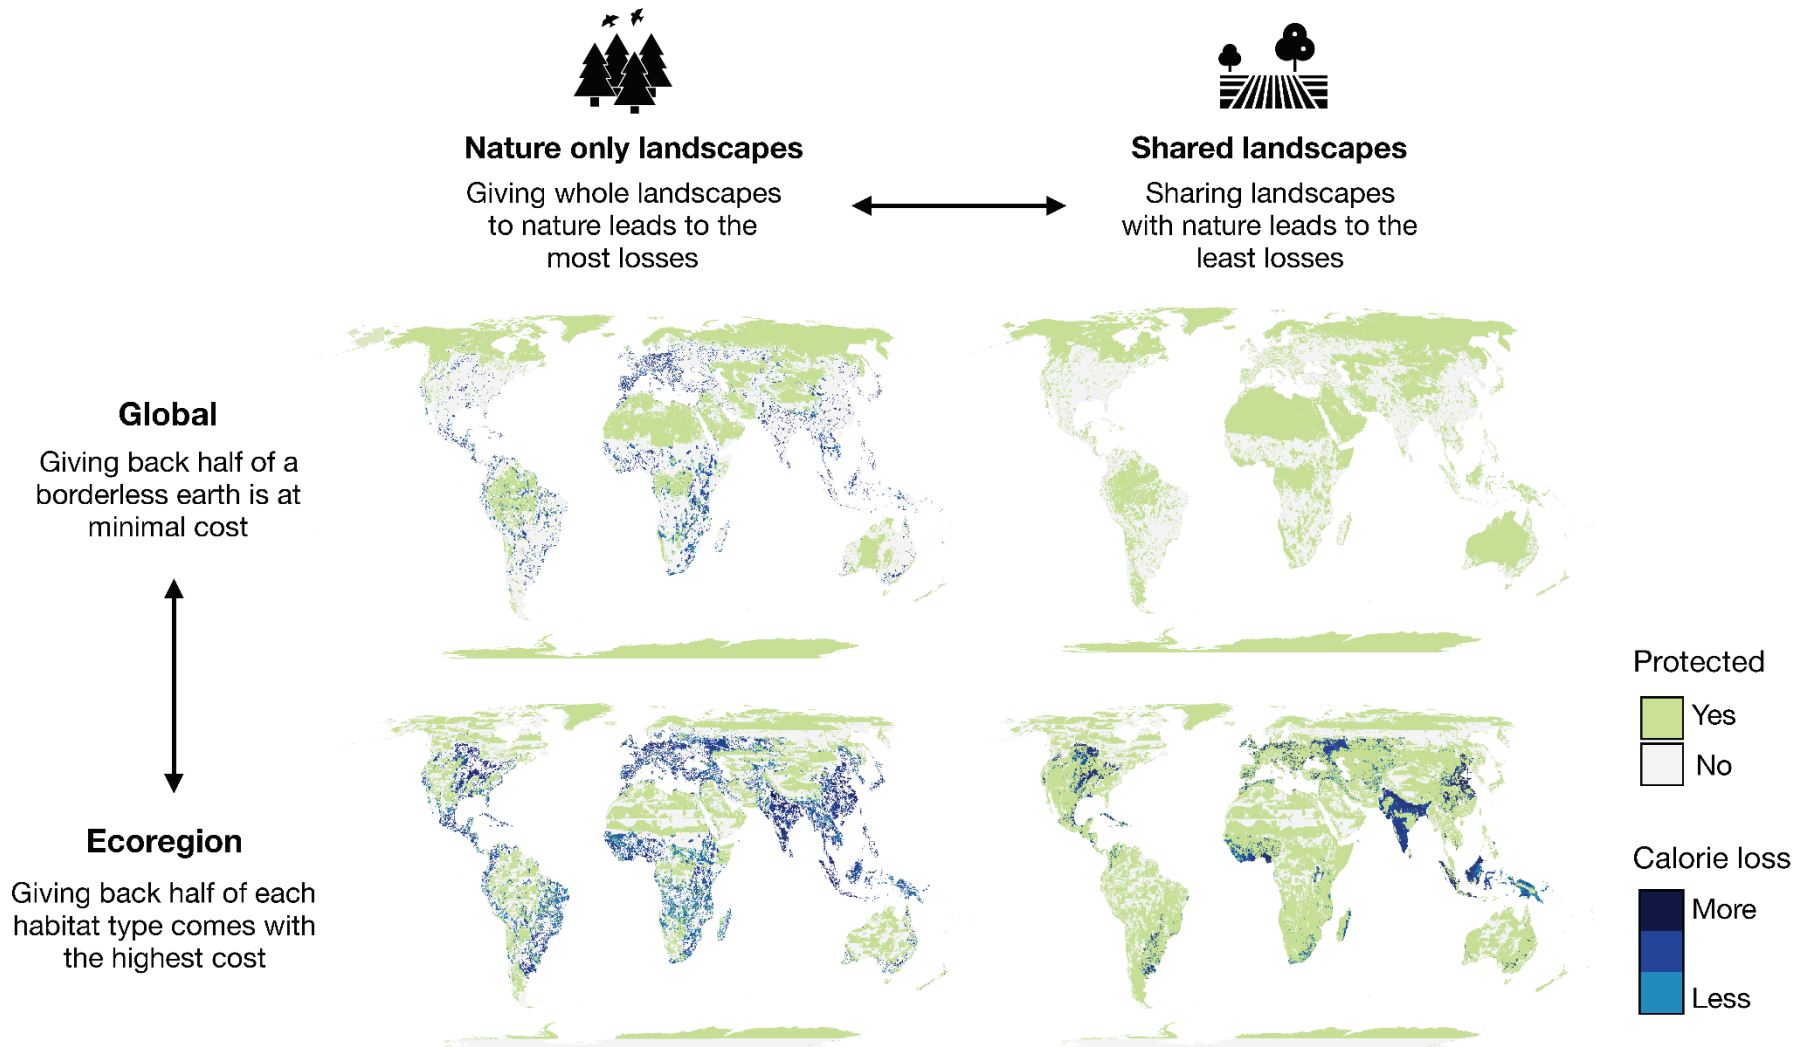 Nature only landscapes
Giving whole landscapes
to nature leads to the
most losses
Shared landscapes
Sharing landscapes
with nature leads to the
least losses
Global
Giving back half of a
borderless earth is at
minimal cost
Ecoregion
Giving back half of each
habitat type comes with
the highest cost
Protected
Yes
No
Calorie loss
More
Less